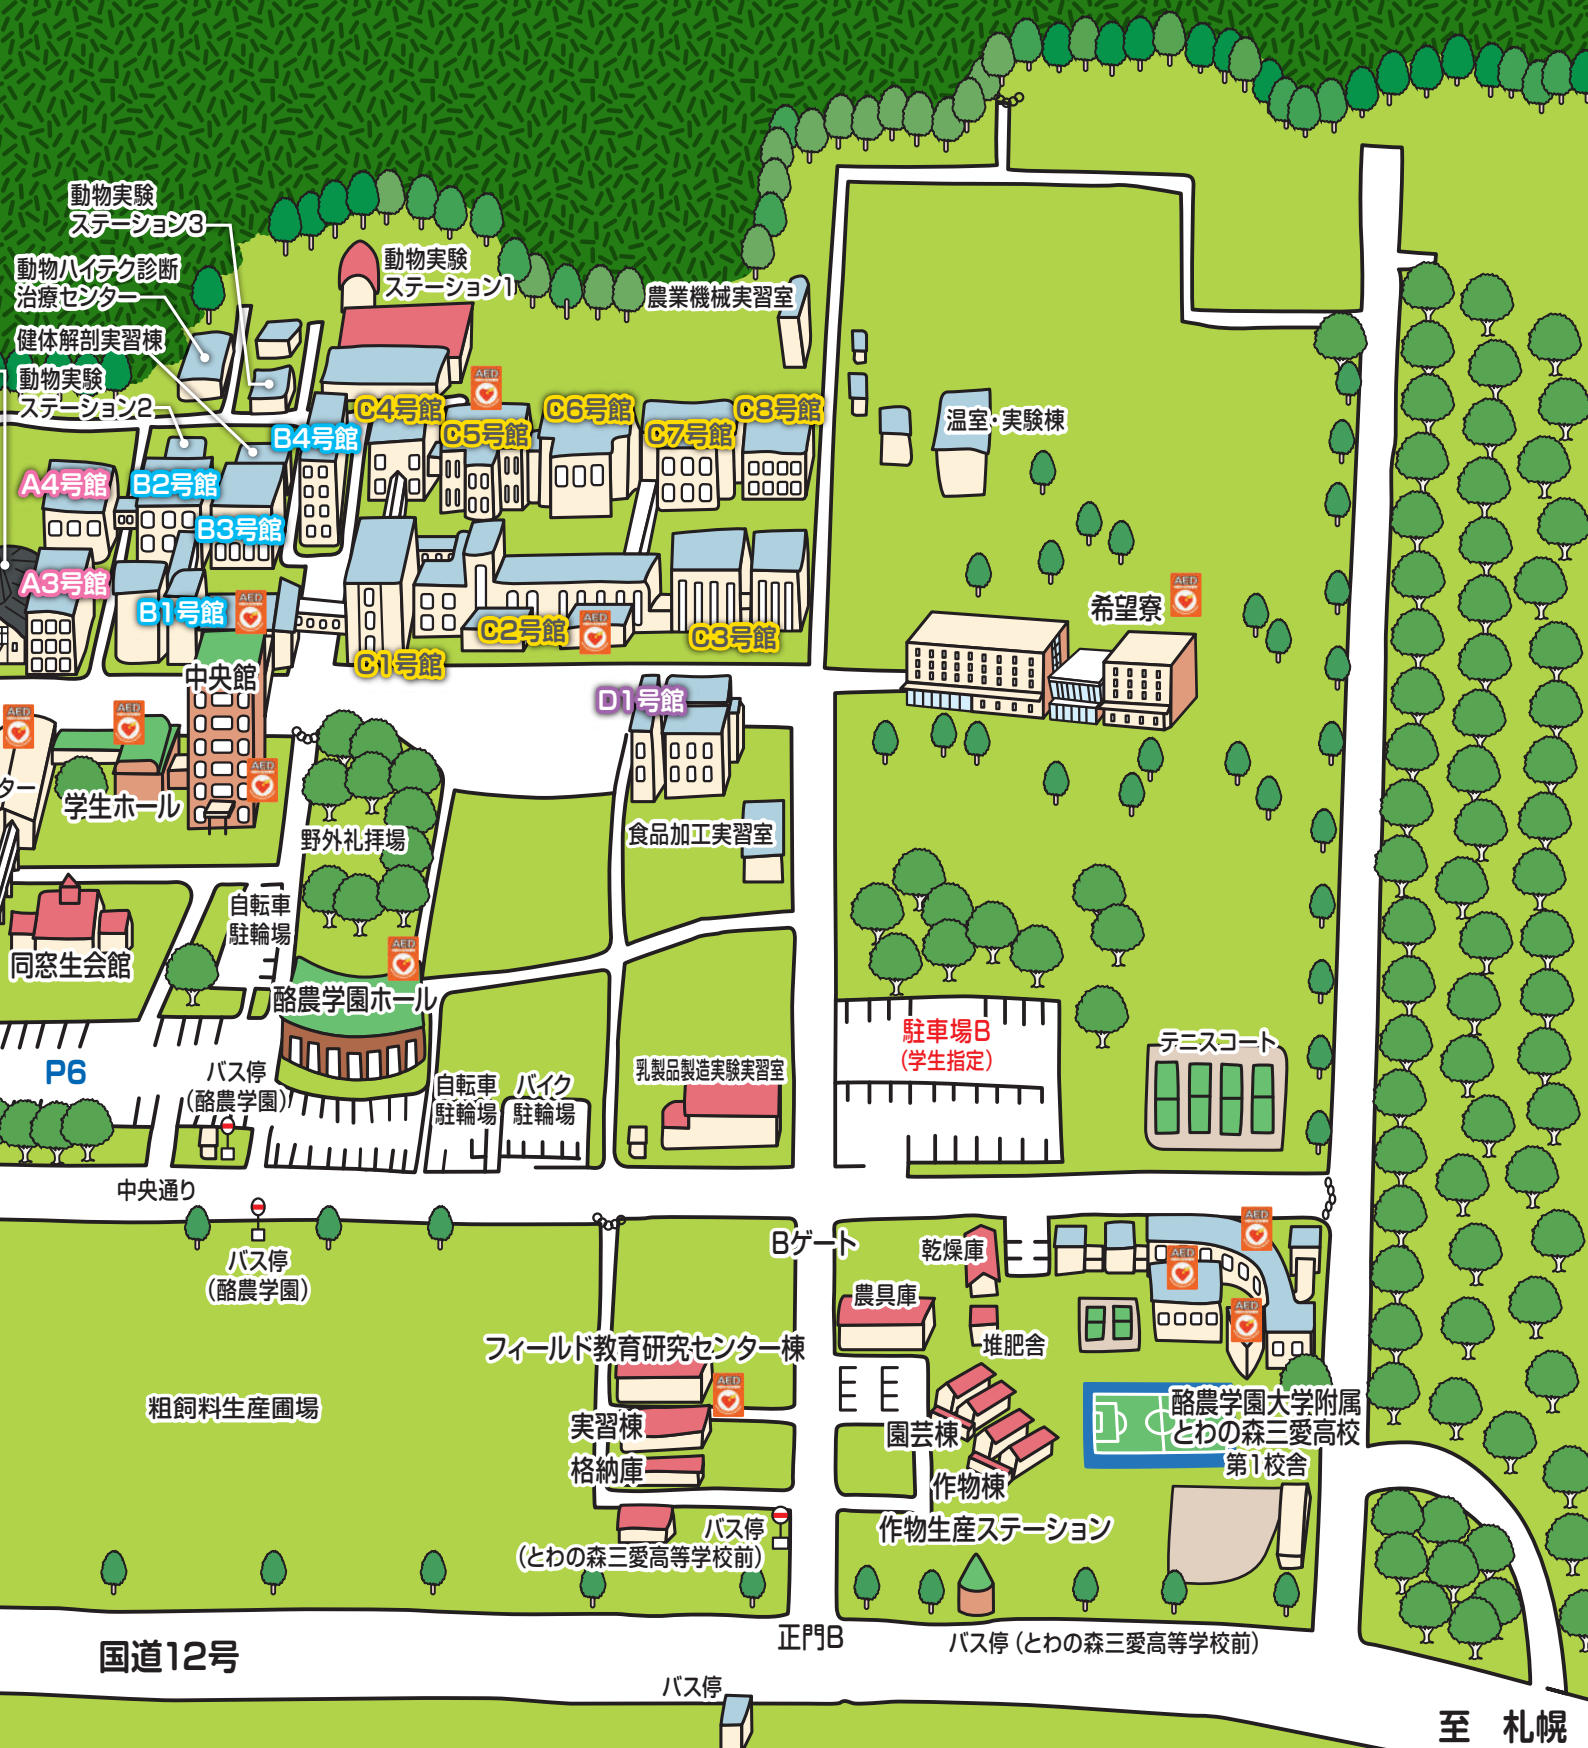 動物実験
ステーション3
動物ハイテク診断
治療センター
健体解剖実習棟
動物実験
ステーション2
動物実験
ステーション1
農業機械実習室
AED
C4号館
C5号館
C6号館
C7号館
C8号館
B4号館
A4号館
B2号館
B3号館
温室・実験棟
A3号館
B1号館
AED
C2号館
AED
C3号館
C1号館
希望寮
AED
中央館
D1号館
AED
AED
AED
ター
学生ホール
野外礼拝場
食品加工実習室
自転車
駐輪場
同窓生会館
AED
酪農学園ホール
駐車場B
(学生指定)
テニスコート
P6
バス停
(酪農学園)
自転車
駐輪場
バイク
駐輪場
乳製品製造実験実習室
中央通り
バス停
(酪農学園)
Bゲート
乾燥庫
AED
AED
AED
農具庫
堆肥舎
フィールド教育研究センター棟
AED
粗飼料生産圃場
実習棟
格納庫
園芸棟
作物棟
酪農学園大学附属
とわの森三愛高校
第1校舎
作物生産ステーション
バス停
(とわの森三愛高等学校前)
正門B
バス停(とわの森三愛高等学校前)
国道12号
バス停
至 札幌